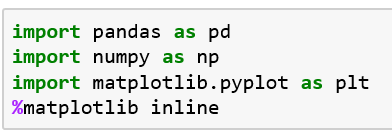 import pandas as pd
import numpy as np
import matplotlib.pyplot as plt
%matplotlib inline